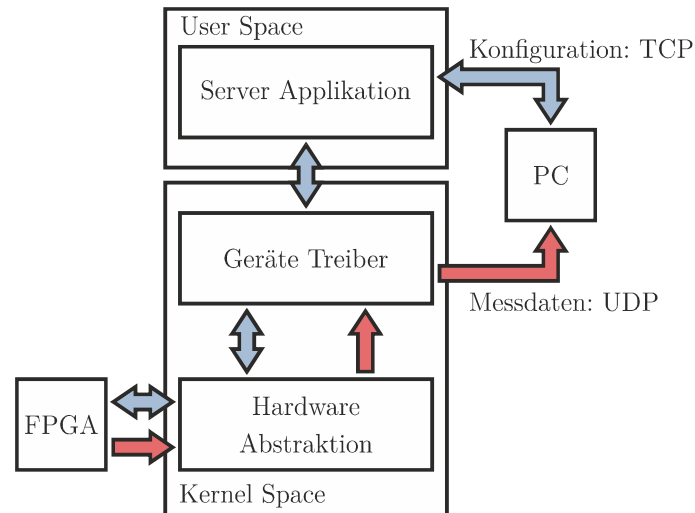 User Space
Konfiguration: TCP
Server Applikation
PC
Geräte Treiber
Messdaten: UDP
Hardware
Abstraktion
FPGA
Kernel Space